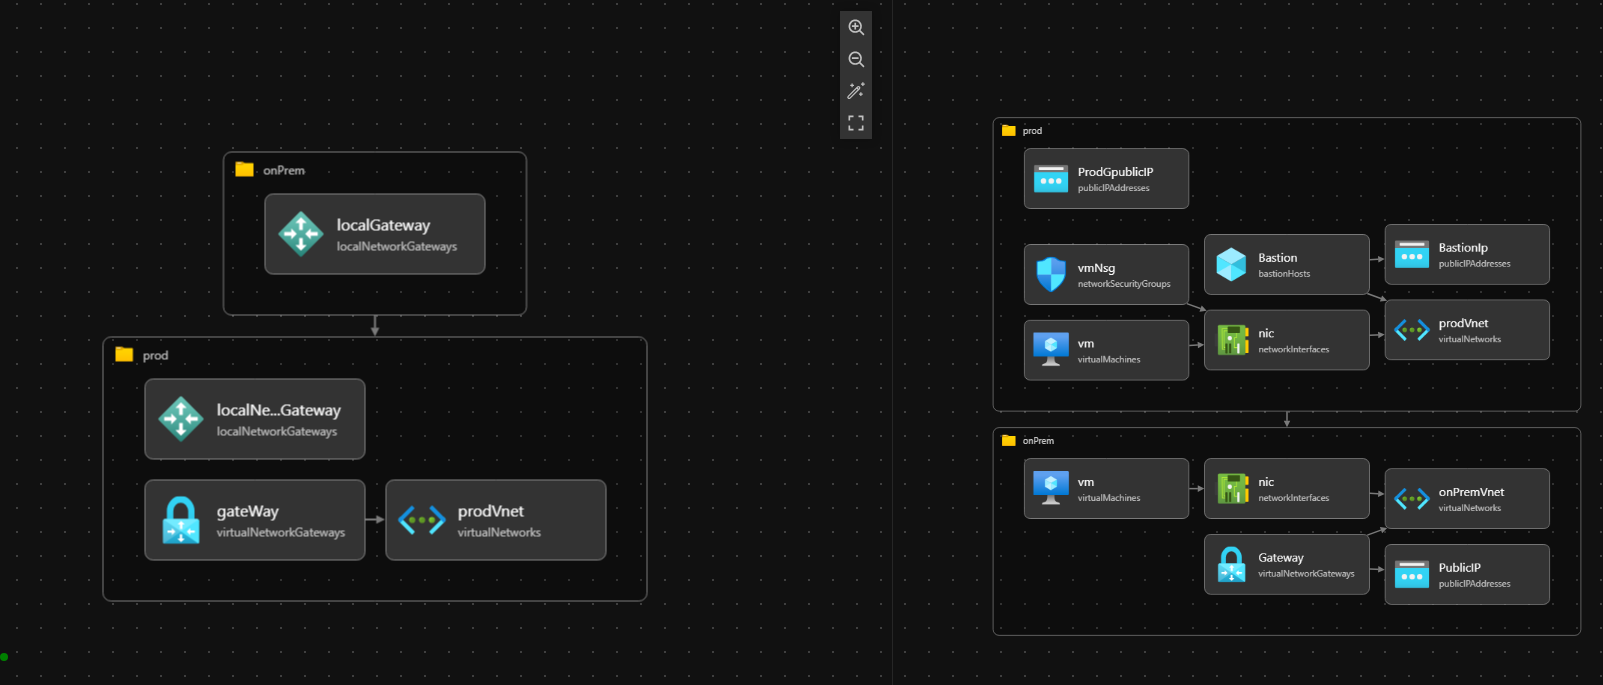 onPrem
localGateway
localNetworkGateways
prod
localNe...Gateway
localNetworkGateways
gateWay
virtualNetworkGateways
prodVnet
virtualNetworks
prod
ProdGpublicIP
publicIPAddresses
vmNsg
networkSecurityGroups
Bastion
bastionHosts
BastionIp
publicIPAddresses
vm
virtualMachines
nic
networkInterfaces
prodVnet
virtualNetworks
onPrem
vm
virtualMachines
nic
networkInterfaces
onPremVnet
virtualNetworks
Gateway
virtualNetworkGateways
PublicIP
publicIPAddresses